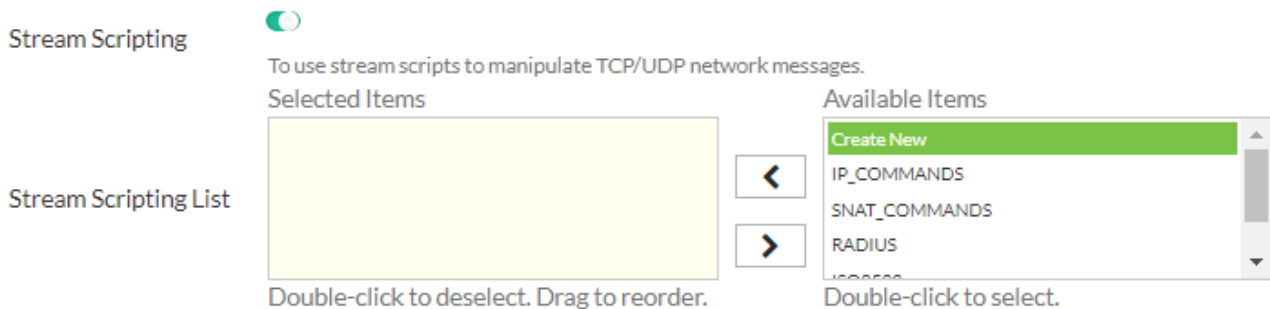 Stream Scripting
To use stream scripts to manipulate TCP/UDP network messages.
Selected Items
Available Items
Create New
IP_COMMANDS
SNAT_COMMANDS
RADIUS
Stream Scripting List
Double-click to deselect. Drag to reorder.
Double-click to select.